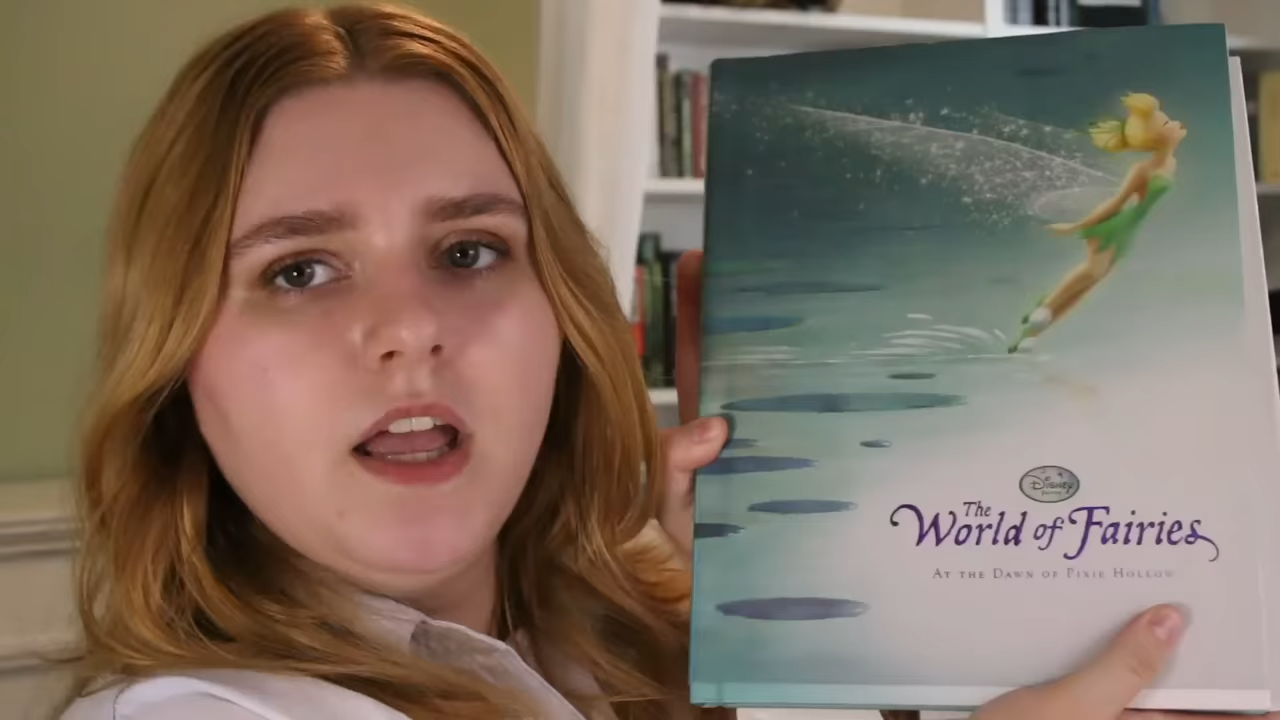 Disney
The
World of Fairies
At the Dawn of Pixie Hollow